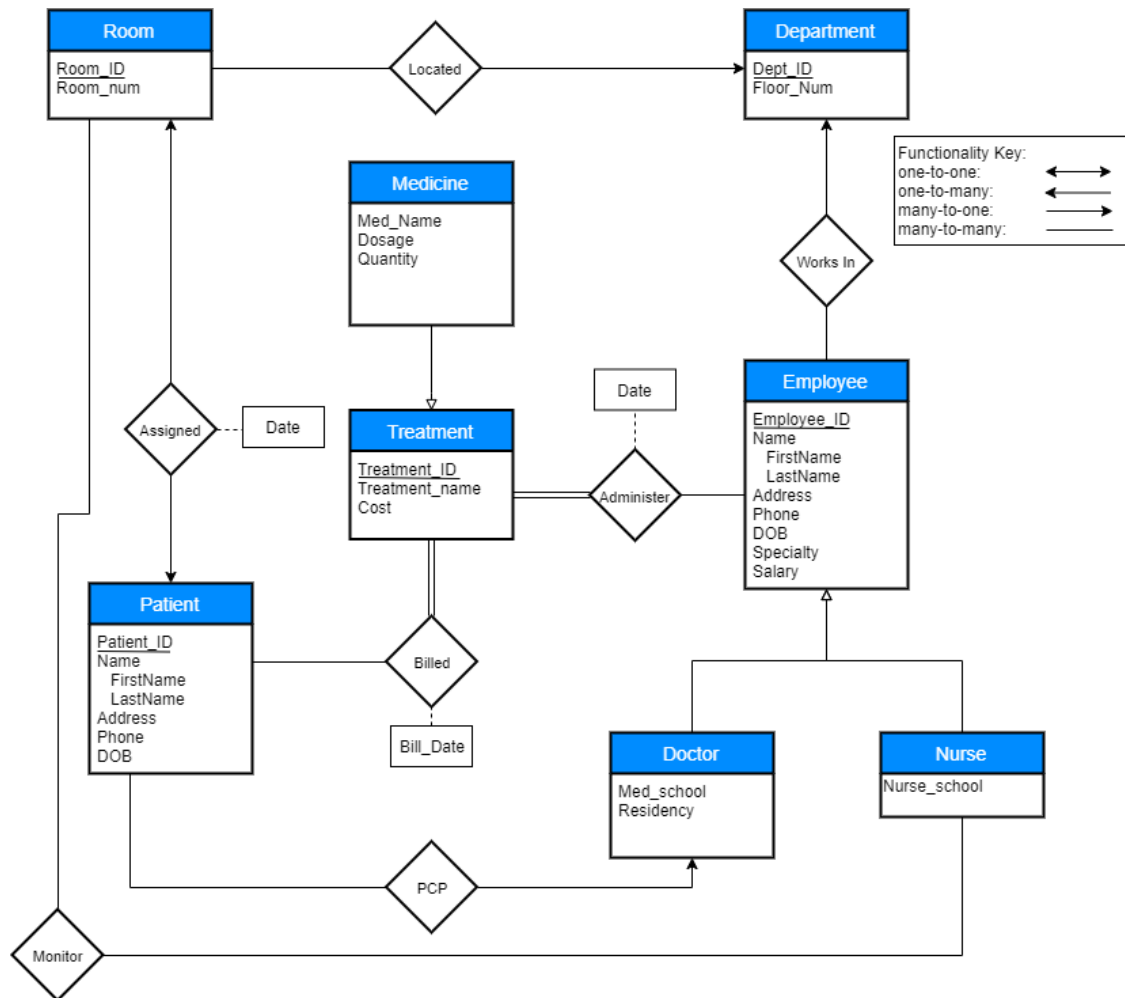 Room
Room_ID
Room_num
Located
Department
Dept_ID
Floor_Num
Functionality Key:
one-to-one:
one-to-many:
many-to-one:
many-to-many:
Medicine
Med_Name
Dosage
Quantity
Works In
Assigned
Date
Treatment
Treatment_ID
Treatment_name
Cost
Date
Administer
Employee
Employee_ID
Name
FirstName
LastName
Address
Phone
DOB
Specialty
Salary
Patient
Patient_ID
Name
FirstName
LastName
Address
Phone
DOB
Billed
Bill_Date
Doctor
Med_school
Residency
Nurse
Nurse_school
PCP
Monitor